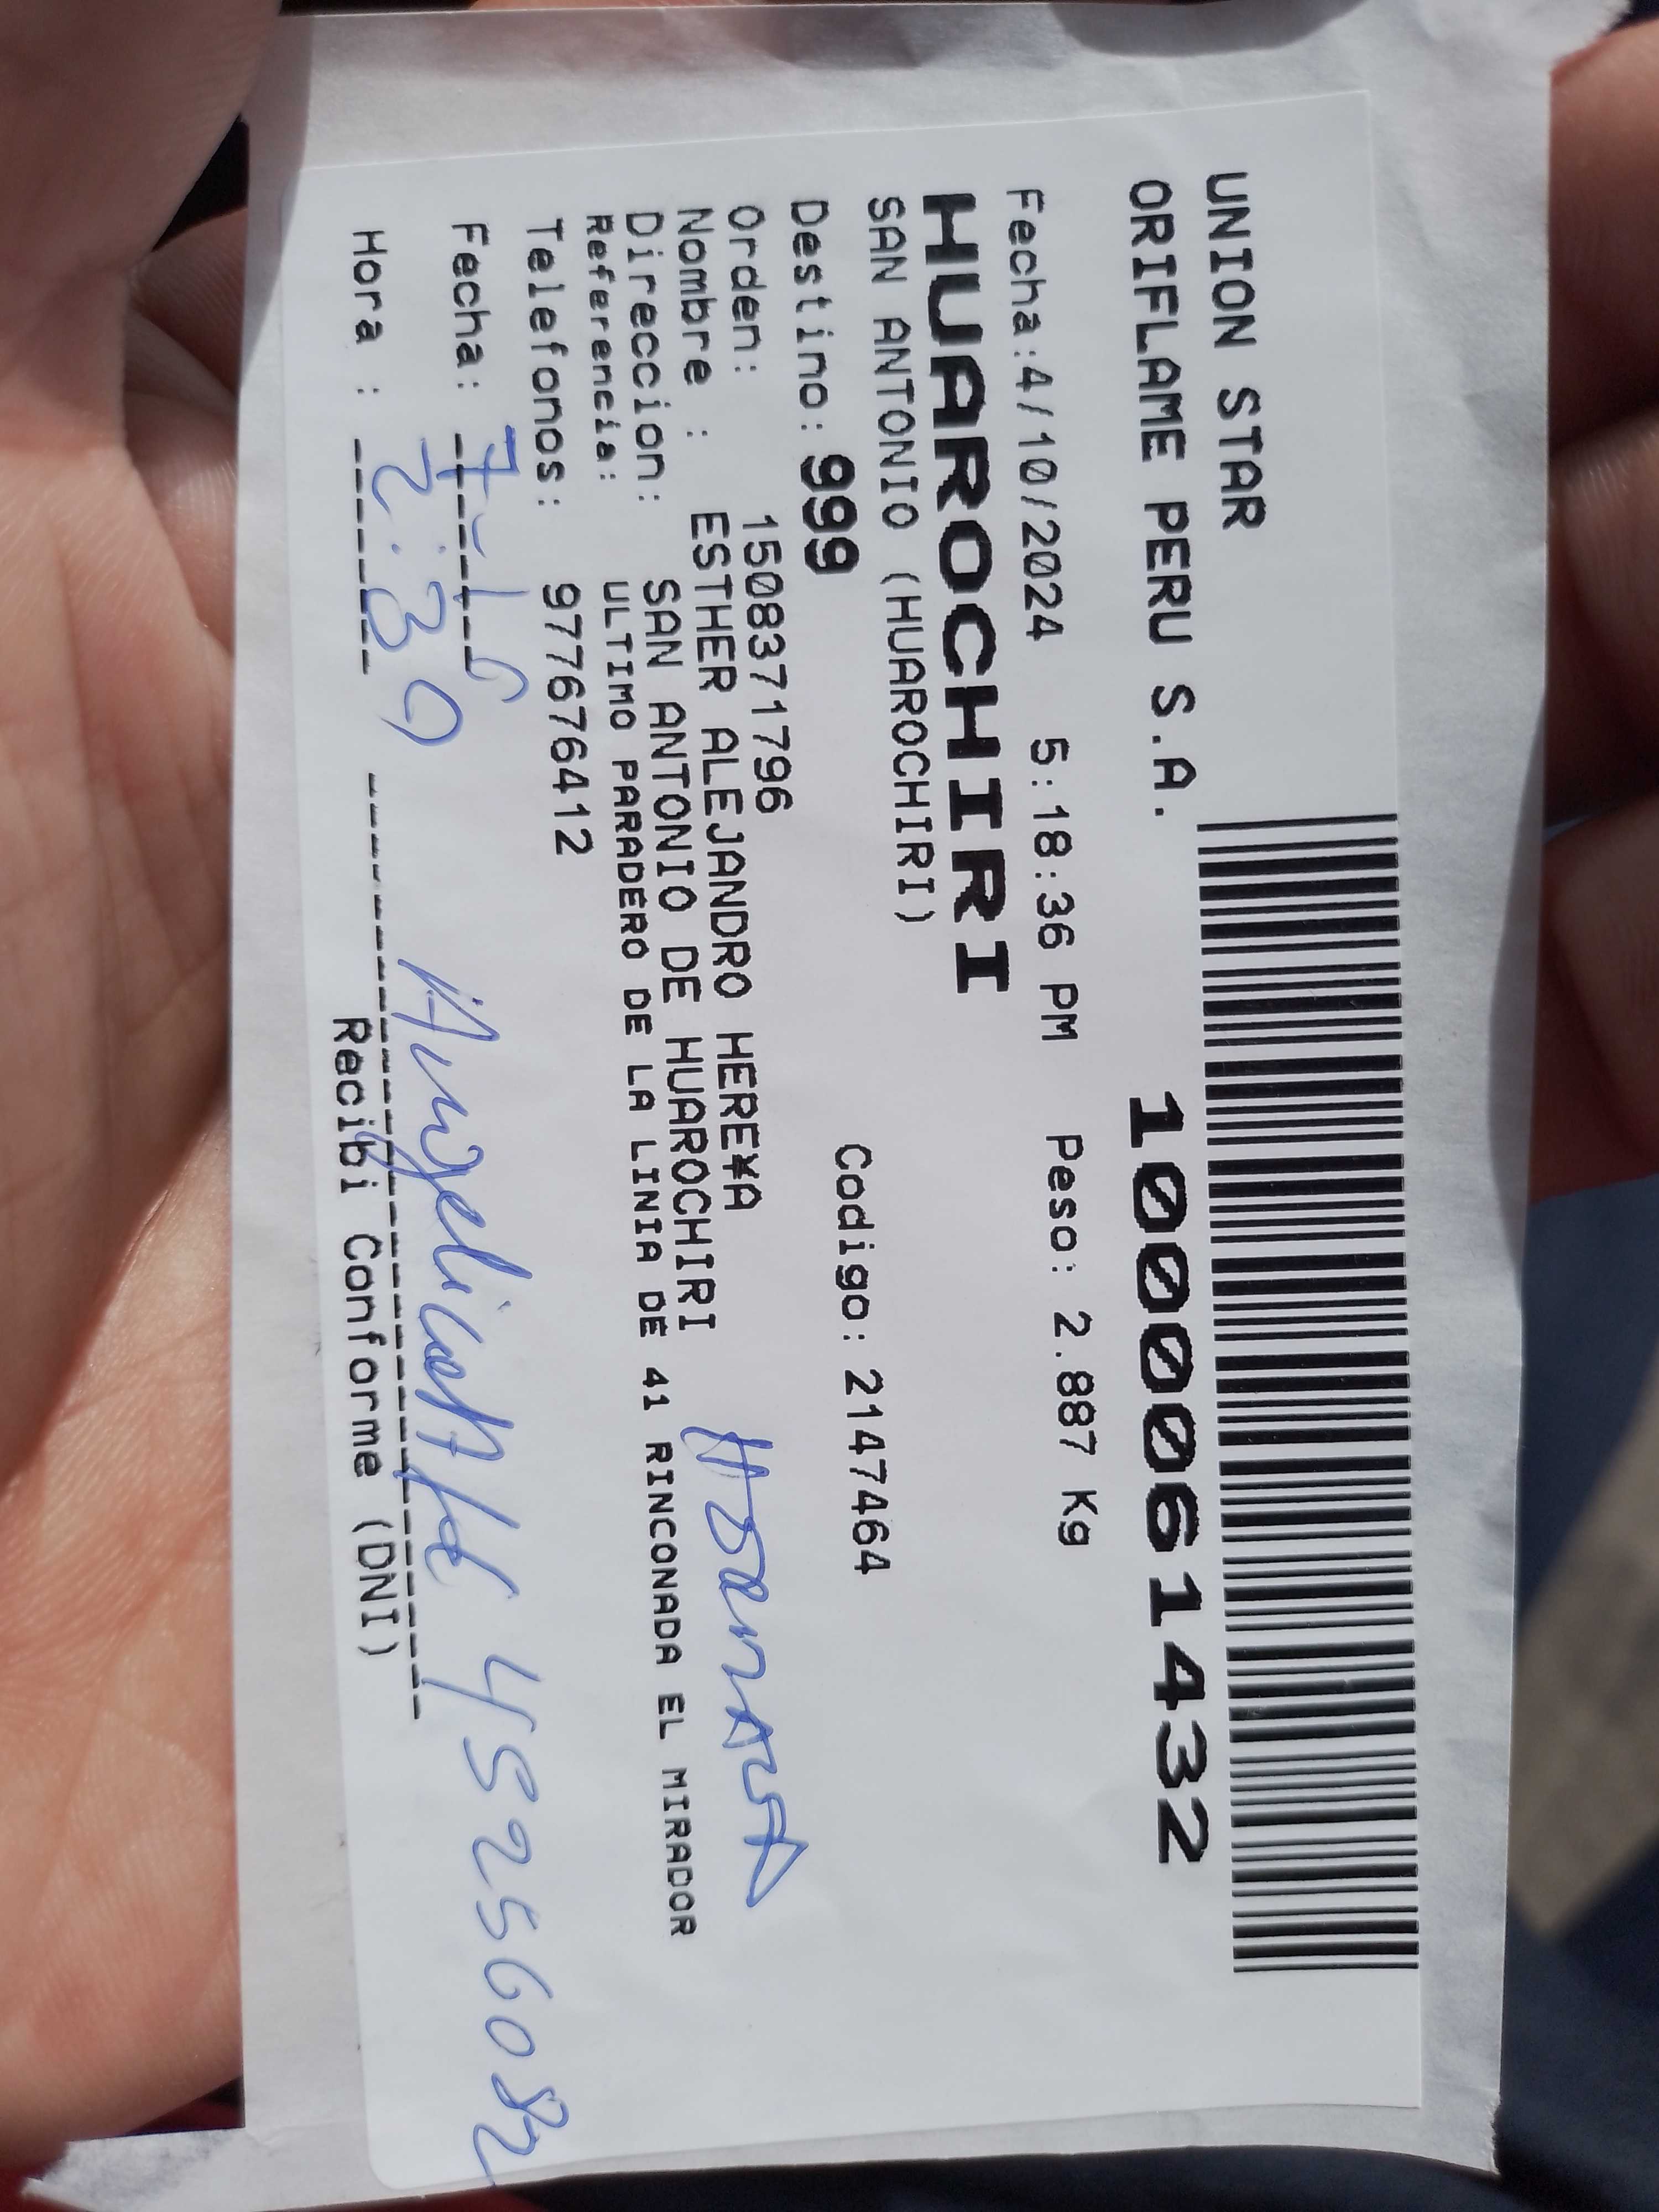 UNION STAR
ORIFLAME PERU S.A.
1000061432
Fecha:4/10/2024 5:18:36 PM Peso: 2.887 Kg
HUAROCHIRI
SAN ANTONIO (HUAROCHIRI)
Destino: 999 Codigo: 2147464
Orden: 1508371796
Nombre : ESTHER ALEJANDRO HERE¥A
Direccion: SAN ANTONIO DE HUAROCHIRI
Referencia: ULTIMO PARADERO DE LA LINIA DE 41 RINCONADA EL MIRADOR
Telefonos: 977676412
Fecha: 7-10
Hora : 2:30
45256082
Recibi Conforme (DNI)